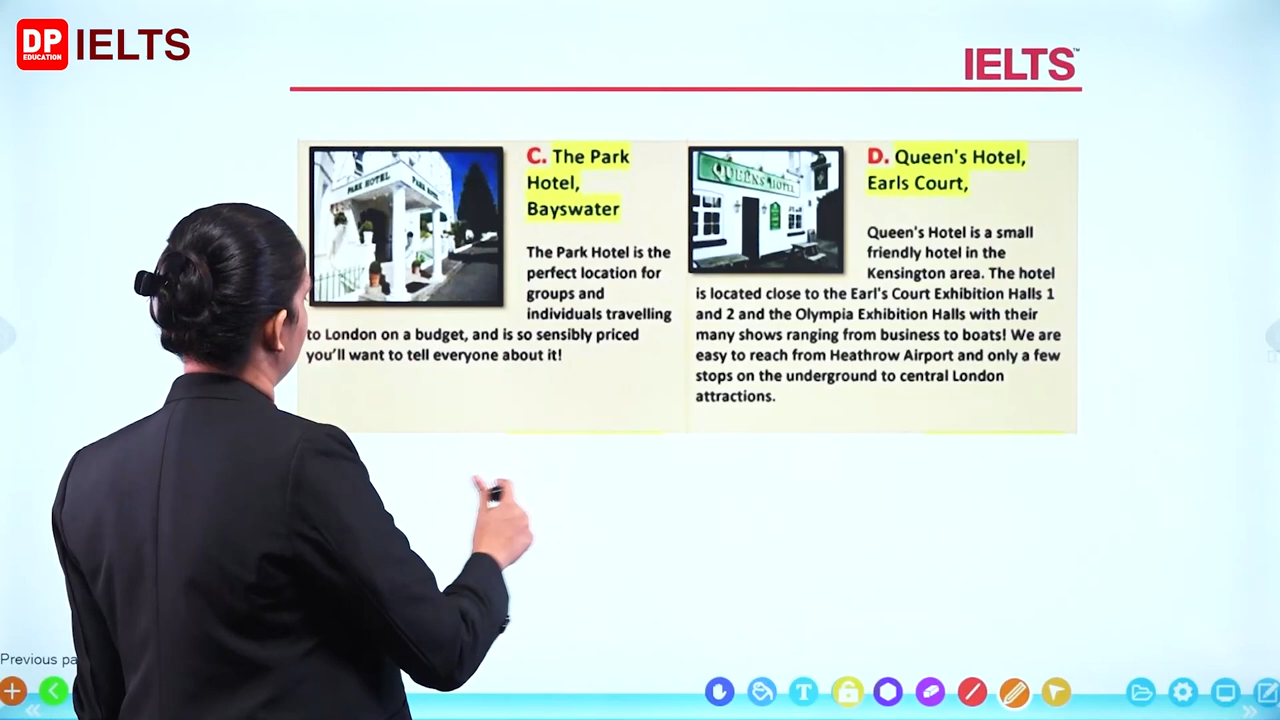 DP
EDUCATION
IELTS
IELTS™
PARK HOTEL
PARK HOTEL
C. The Park
Hotel,
Bayswater
The Park Hotel is the
perfect location for
groups and
individuals travelling
to London on a budget, and is so sensibly priced
you'll want to tell everyone about it!
QUEENS HOTEL
D. Queen's Hotel,
Earls Court,
Queen's Hotel is a small
friendly hotel in the
Kensington area. The hotel
is located close to the Earl's Court Exhibition Halls 1
and 2 and the Olympia Exhibition Halls with their
many shows ranging from business to boats! We are
easy to reach from Heathrow Airport and only a few
stops on the underground to central London
attractions.
Previous pa
T